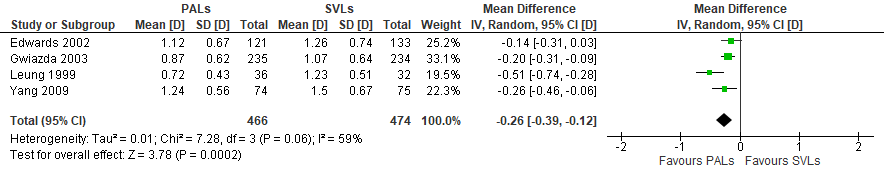 PALs SVLs Mean Difference Mean Difference
Study or Subgroup Mean [D] SD [D] Total Mean [D] SD [D] Total Weight IV, Random, 95% CI [D] IV, Random, 95% CI [D]
Edwards 2002 1.12 0.67 121 1.26 0.74 133 25.2% -0.14 [-0.31, 0.03]
Gwiazda 2003 0.87 0.62 235 1.07 0.64 234 33.1% -0.20 [-0.31, -0.09]
Leung 1999 0.72 0.43 36 1.23 0.51 32 19.5% -0.51 [-0.74, -0.28]
Yang 2009 1.24 0.56 74 1.5 0.67 75 22.3% -0.26 [-0.46, -0.06]
Total (95% CI) 466 474 100.0% -0.26 [-0.39, -0.12]
Heterogeneity: Tau² = 0.01; Chi² = 7.28, df = 3 (P = 0.06); I² = 59%
Test for overall effect: Z = 3.78 (P = 0.0002)
-2 -1 0 1 2
Favours PALs Favours SVLs